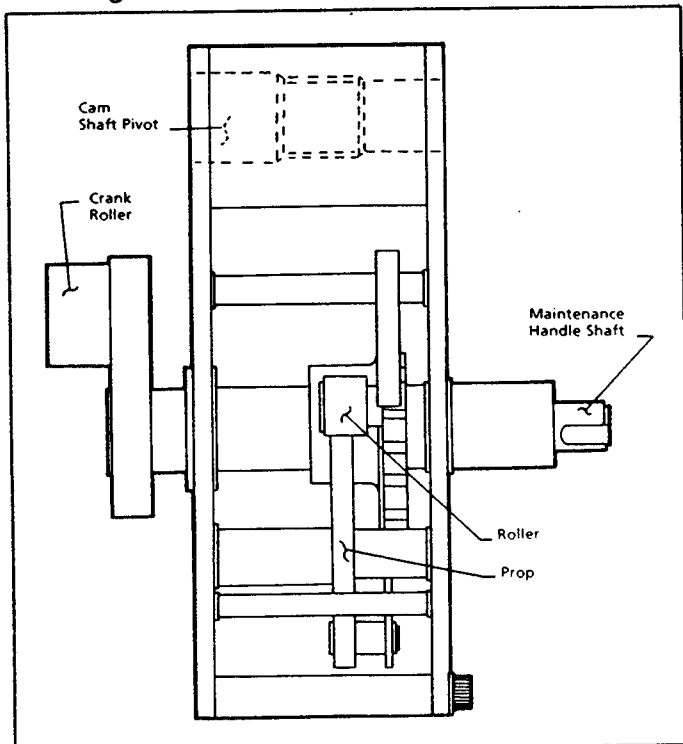 Cam
Shaft Pivot
Crank
Roller
Maintenance
Handle Shaft
Roller
Prop